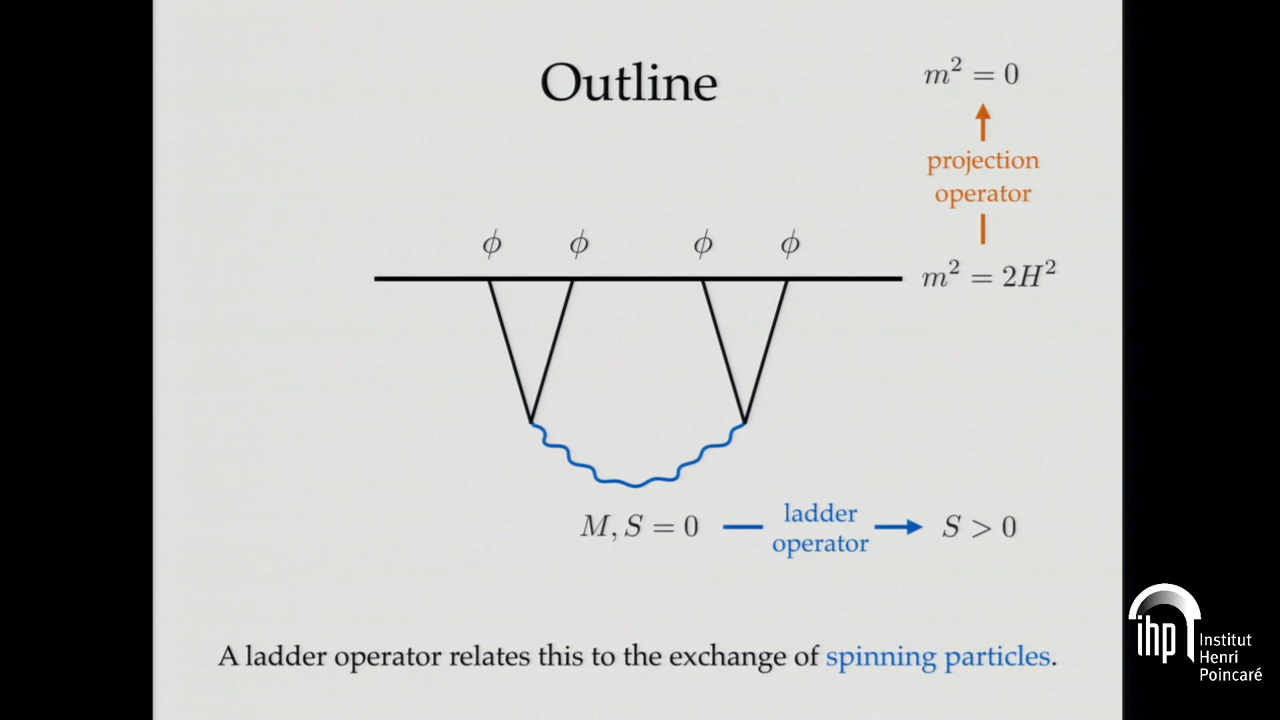 Outline
m² = 0
projection
operator
ϕ ϕ ϕ ϕ
m² = 2H²
M, S = 0
ladder
operator
S > 0
A ladder operator relates this to the exchange of spinning particles.
ihp Institut
Henri
Poincaré